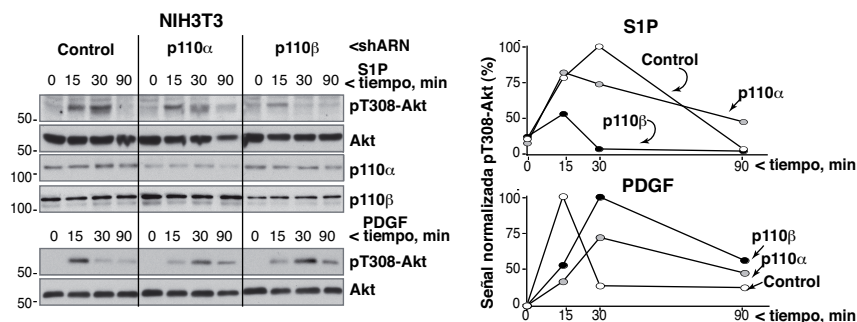 NIH3T3
Control p110α p110β <shARN
S1P
0 15 30 90 0 15 30 90 0 15 30 90 < tiempo, min
50- pT308-Akt
50- Akt
100- p110α
100- p110β
PDGF
0 15 30 90 0 15 30 90 0 15 30 90 < tiempo, min
50- pT308-Akt
50- Akt
Señal normalizada pT308-Akt (%)
S1P
100
75
50
25
0
Control
p110α
p110β
0 15 30 90 < tiempo, min
PDGF
100
75
50
25
0
p110β
p110α
Control
0 15 30 90 < tiempo, min